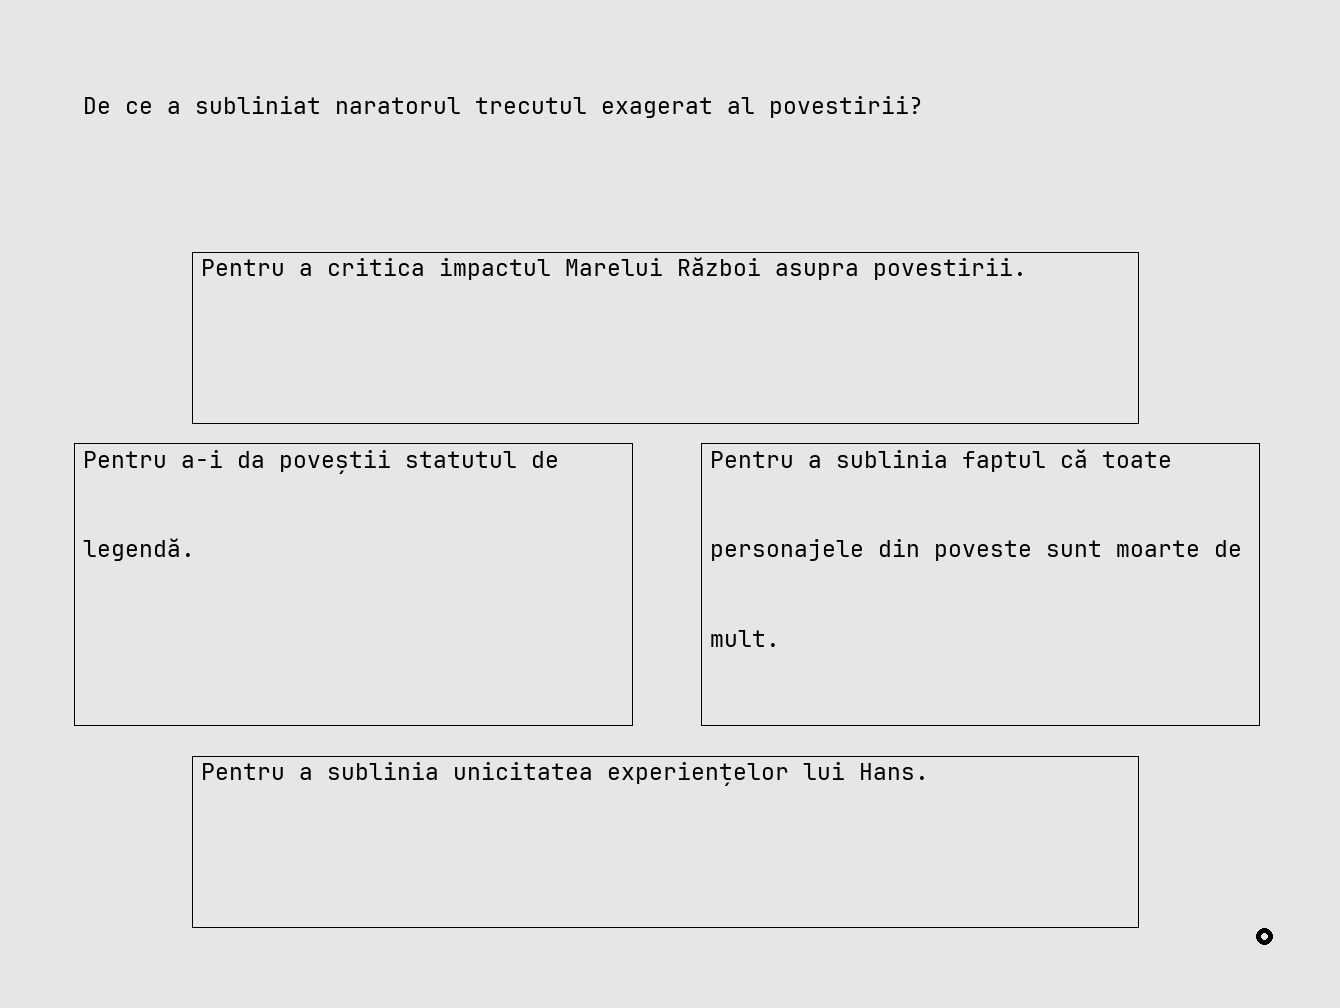 De ce a subliniat naratorul trecutul exagerat al povestirii?
Pentru a critica impactul Marelui Război asupra povestirii.
Pentru a-i da poveștii statutul de
legendă.
Pentru a sublinia faptul că toate
personajele din poveste sunt moarte de
mult.
Pentru a sublinia unicitatea experiențelor lui Hans.